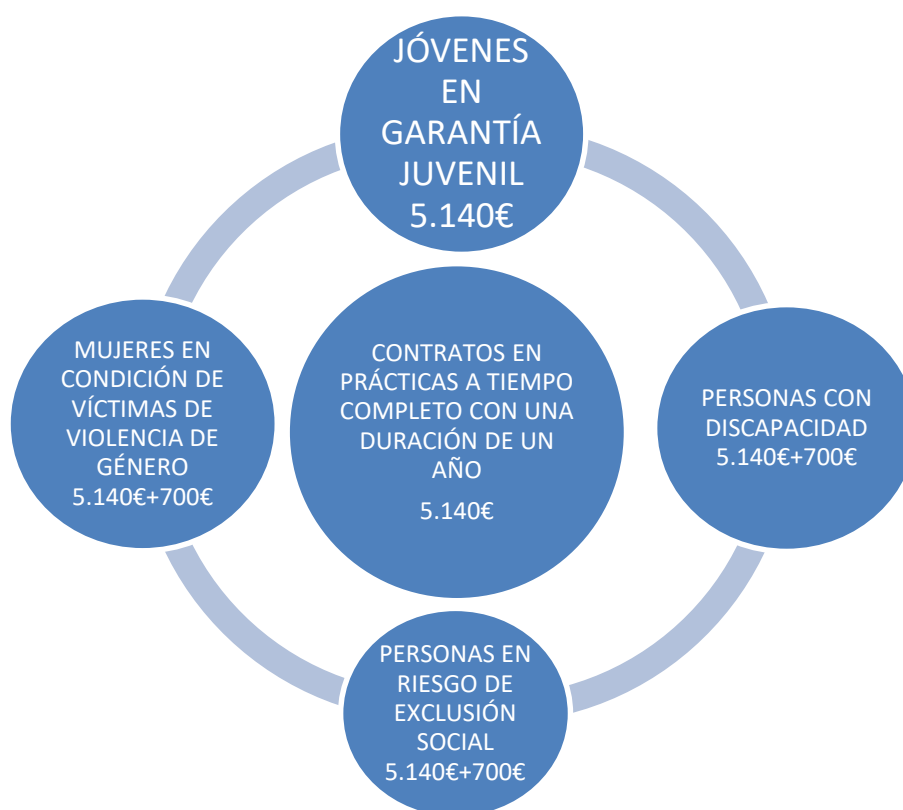 JÓVENES
EN
GARANTÍA
JUVENIL
5.140€
MUJERES EN
CONDICIÓN DE
VÍCTIMAS DE
VIOLENCIA DE
GÉNERO
5.140€+700€
CONTRATOS EN
PRÁCTICAS A TIEMPO
COMPLETO CON UNA
DURACIÓN DE UN
AÑO
5.140€
PERSONAS CON
DISCAPACIDAD
5.140€+700€
PERSONAS EN
RIESGO DE
EXCLUSIÓN
SOCIAL
5.140€+700€